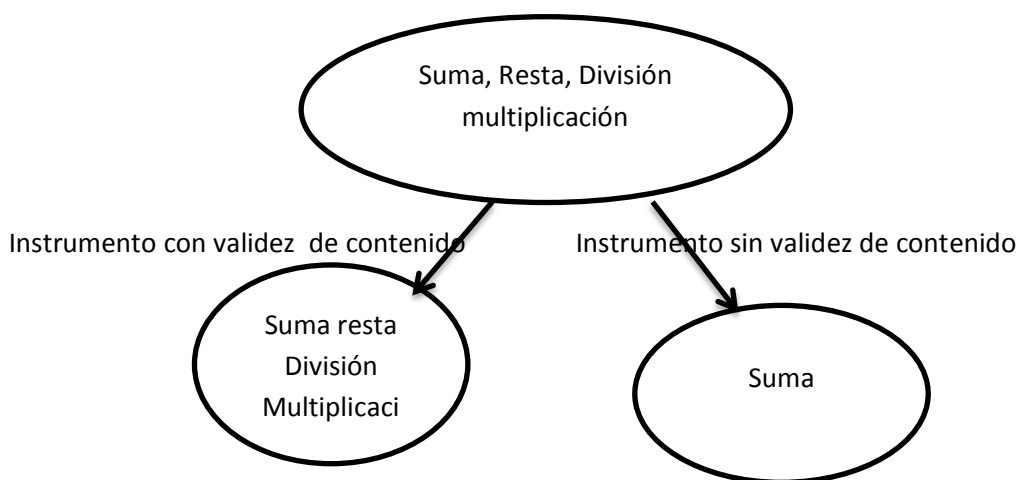 Suma, Resta, División
multiplicación
Instrumento con validez de contenido
Instrumento sin validez de contenido
Suma resta
División
Multiplicaci
Suma